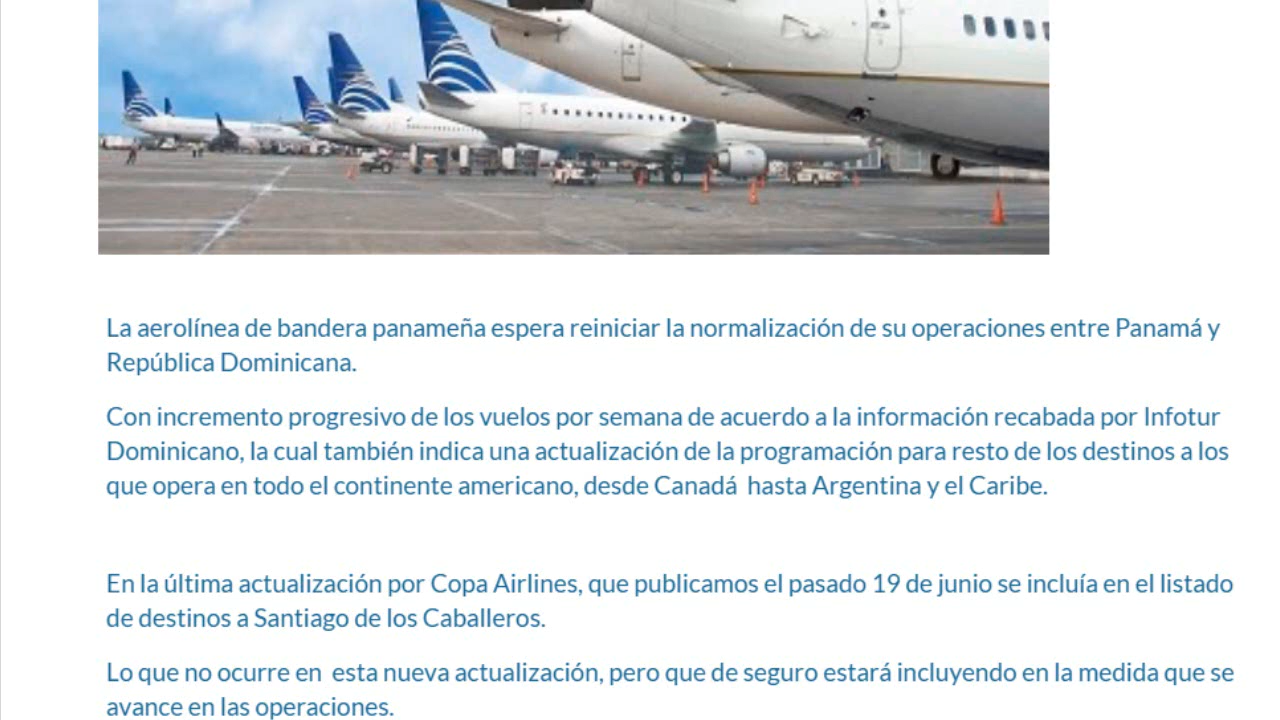 La aerolínea de bandera panameña espera reiniciar la normalización de su operaciones entre Panamá y
República Dominicana.
Con incremento progresivo de los vuelos por semana de acuerdo a la información recabada por Infotur
Dominicano, la cual también indica una actualización de la programación para resto de los destinos a los
que opera en todo el continente americano, desde Canadá  hasta Argentina y el Caribe.
En la última actualización por Copa Airlines, que publicamos el pasado 19 de junio se incluía en el listado
de destinos a Santiago de los Caballeros.
Lo que no ocurre en  esta nueva actualización, pero que de seguro estará incluyendo en la medida que se
avance en las operaciones.